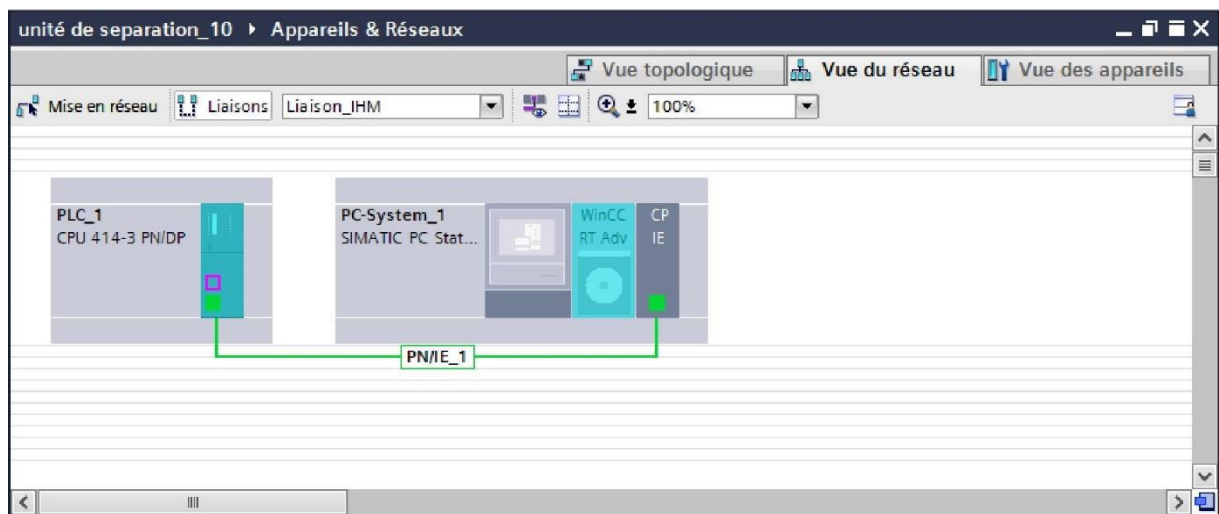 unité de separation_10 ▸ Appareils & Réseaux
Vue topologique Vue du réseau Vue des appareils
Mise en réseau Liaisons Liaison_IHM 100%
PLC_1
CPU 414-3 PN/DP
PC-System_1
SIMATIC PC Stat...
WinCC
RT Adv
CP
IE
PN/IE_1